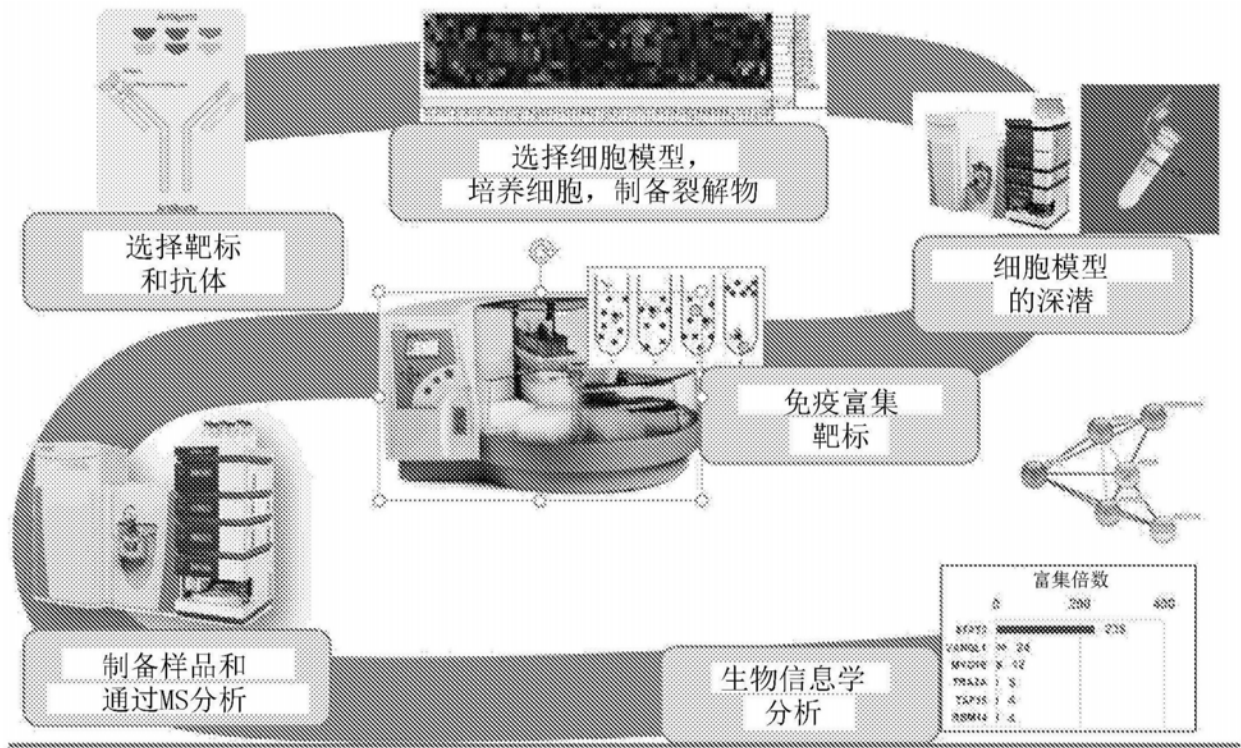 Antigens
选择靶标
和抗体
选择细胞模型,
培养细胞, 制备裂解物
细胞模型
的深潜
免疫富集
靶标
制备样品和
通过MS分析
生物信息学
分析
富集倍数
0 200 400